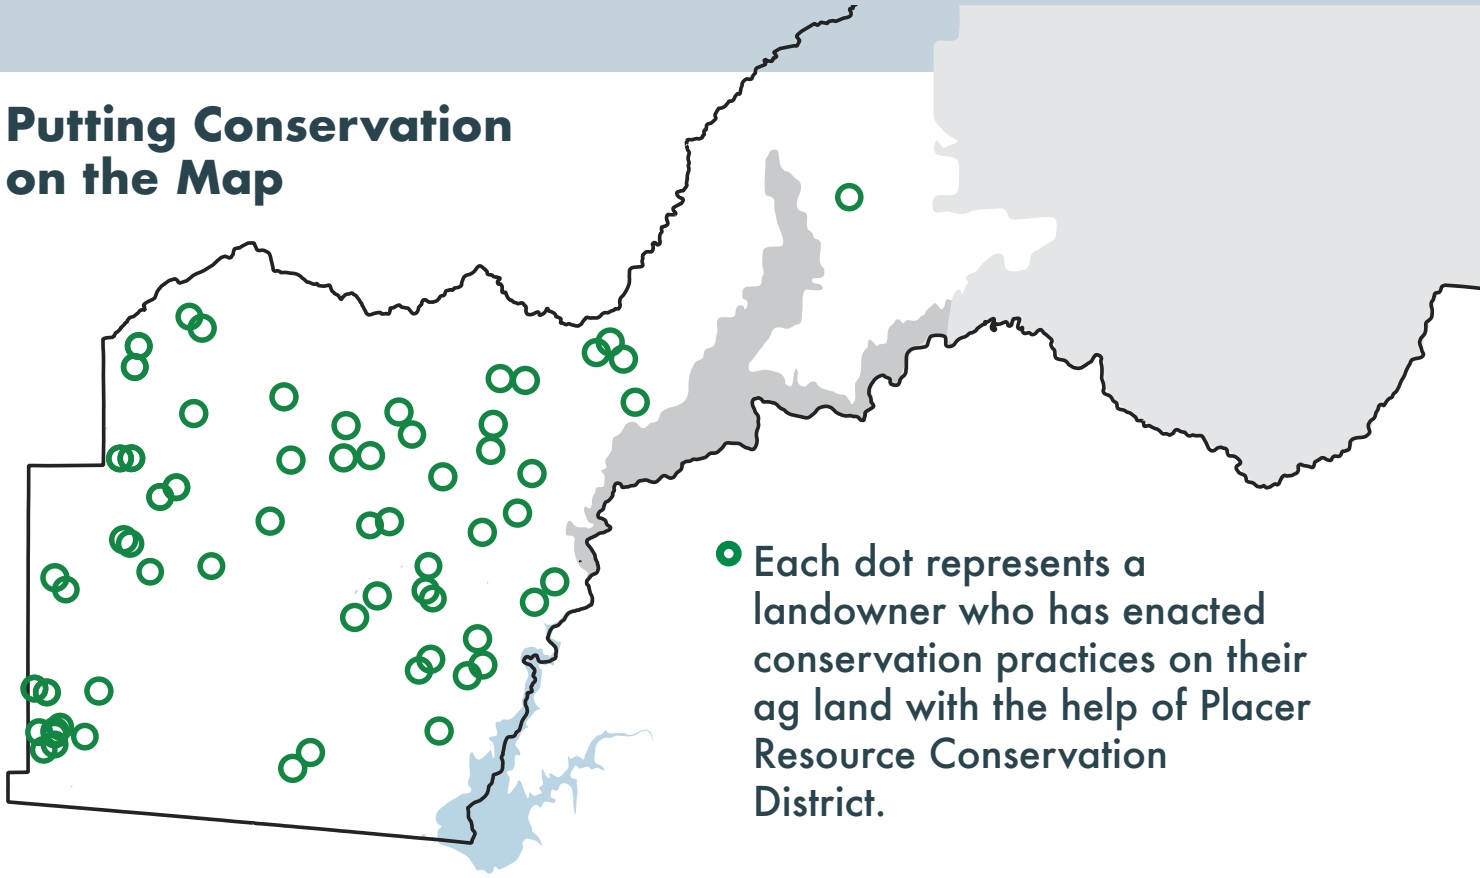 Putting Conservation
on the Map
Each dot represents a
landowner who has enacted
conservation practices on their
ag land with the help of Placer
Resource Conservation
District.